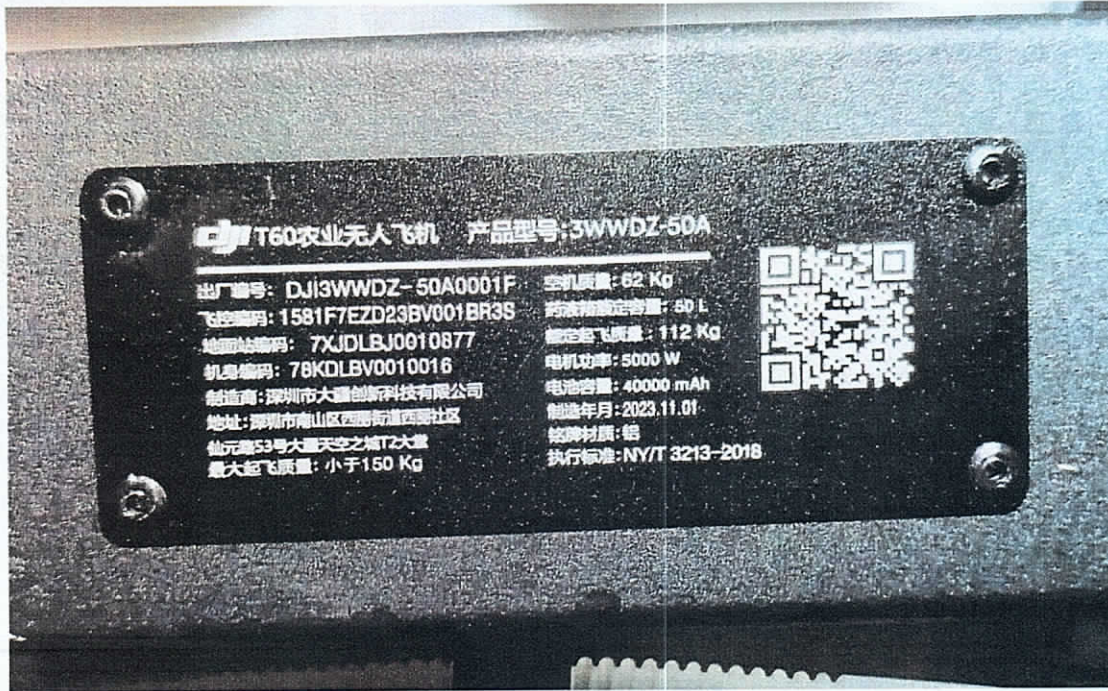 dji T60农业无人飞机 产品型号:3WWDZ-50A
出厂编号: DJI3WWDZ-50A0001F
飞控编码: 1581F7EZD23BV001BR3S
地面站编码: 7XJDLBJ0010877
机身编码: 78KDLBV0010016
制造商: 深圳市大疆创新科技有限公司
地址: 深圳市南山区西丽街道西丽社区
仙元路53号大疆天空之城T2大堂
最大起飞质量: 小于150 Kg
空机质量: 62 Kg
药液箱额定容量: 50 L
额定起飞质量: 112 Kg
电机功率: 5000 W
电池容量: 40000 mAh
制造年月: 2023.11.01
铭牌材质: 铝
执行标准: NY/T 3213-2018